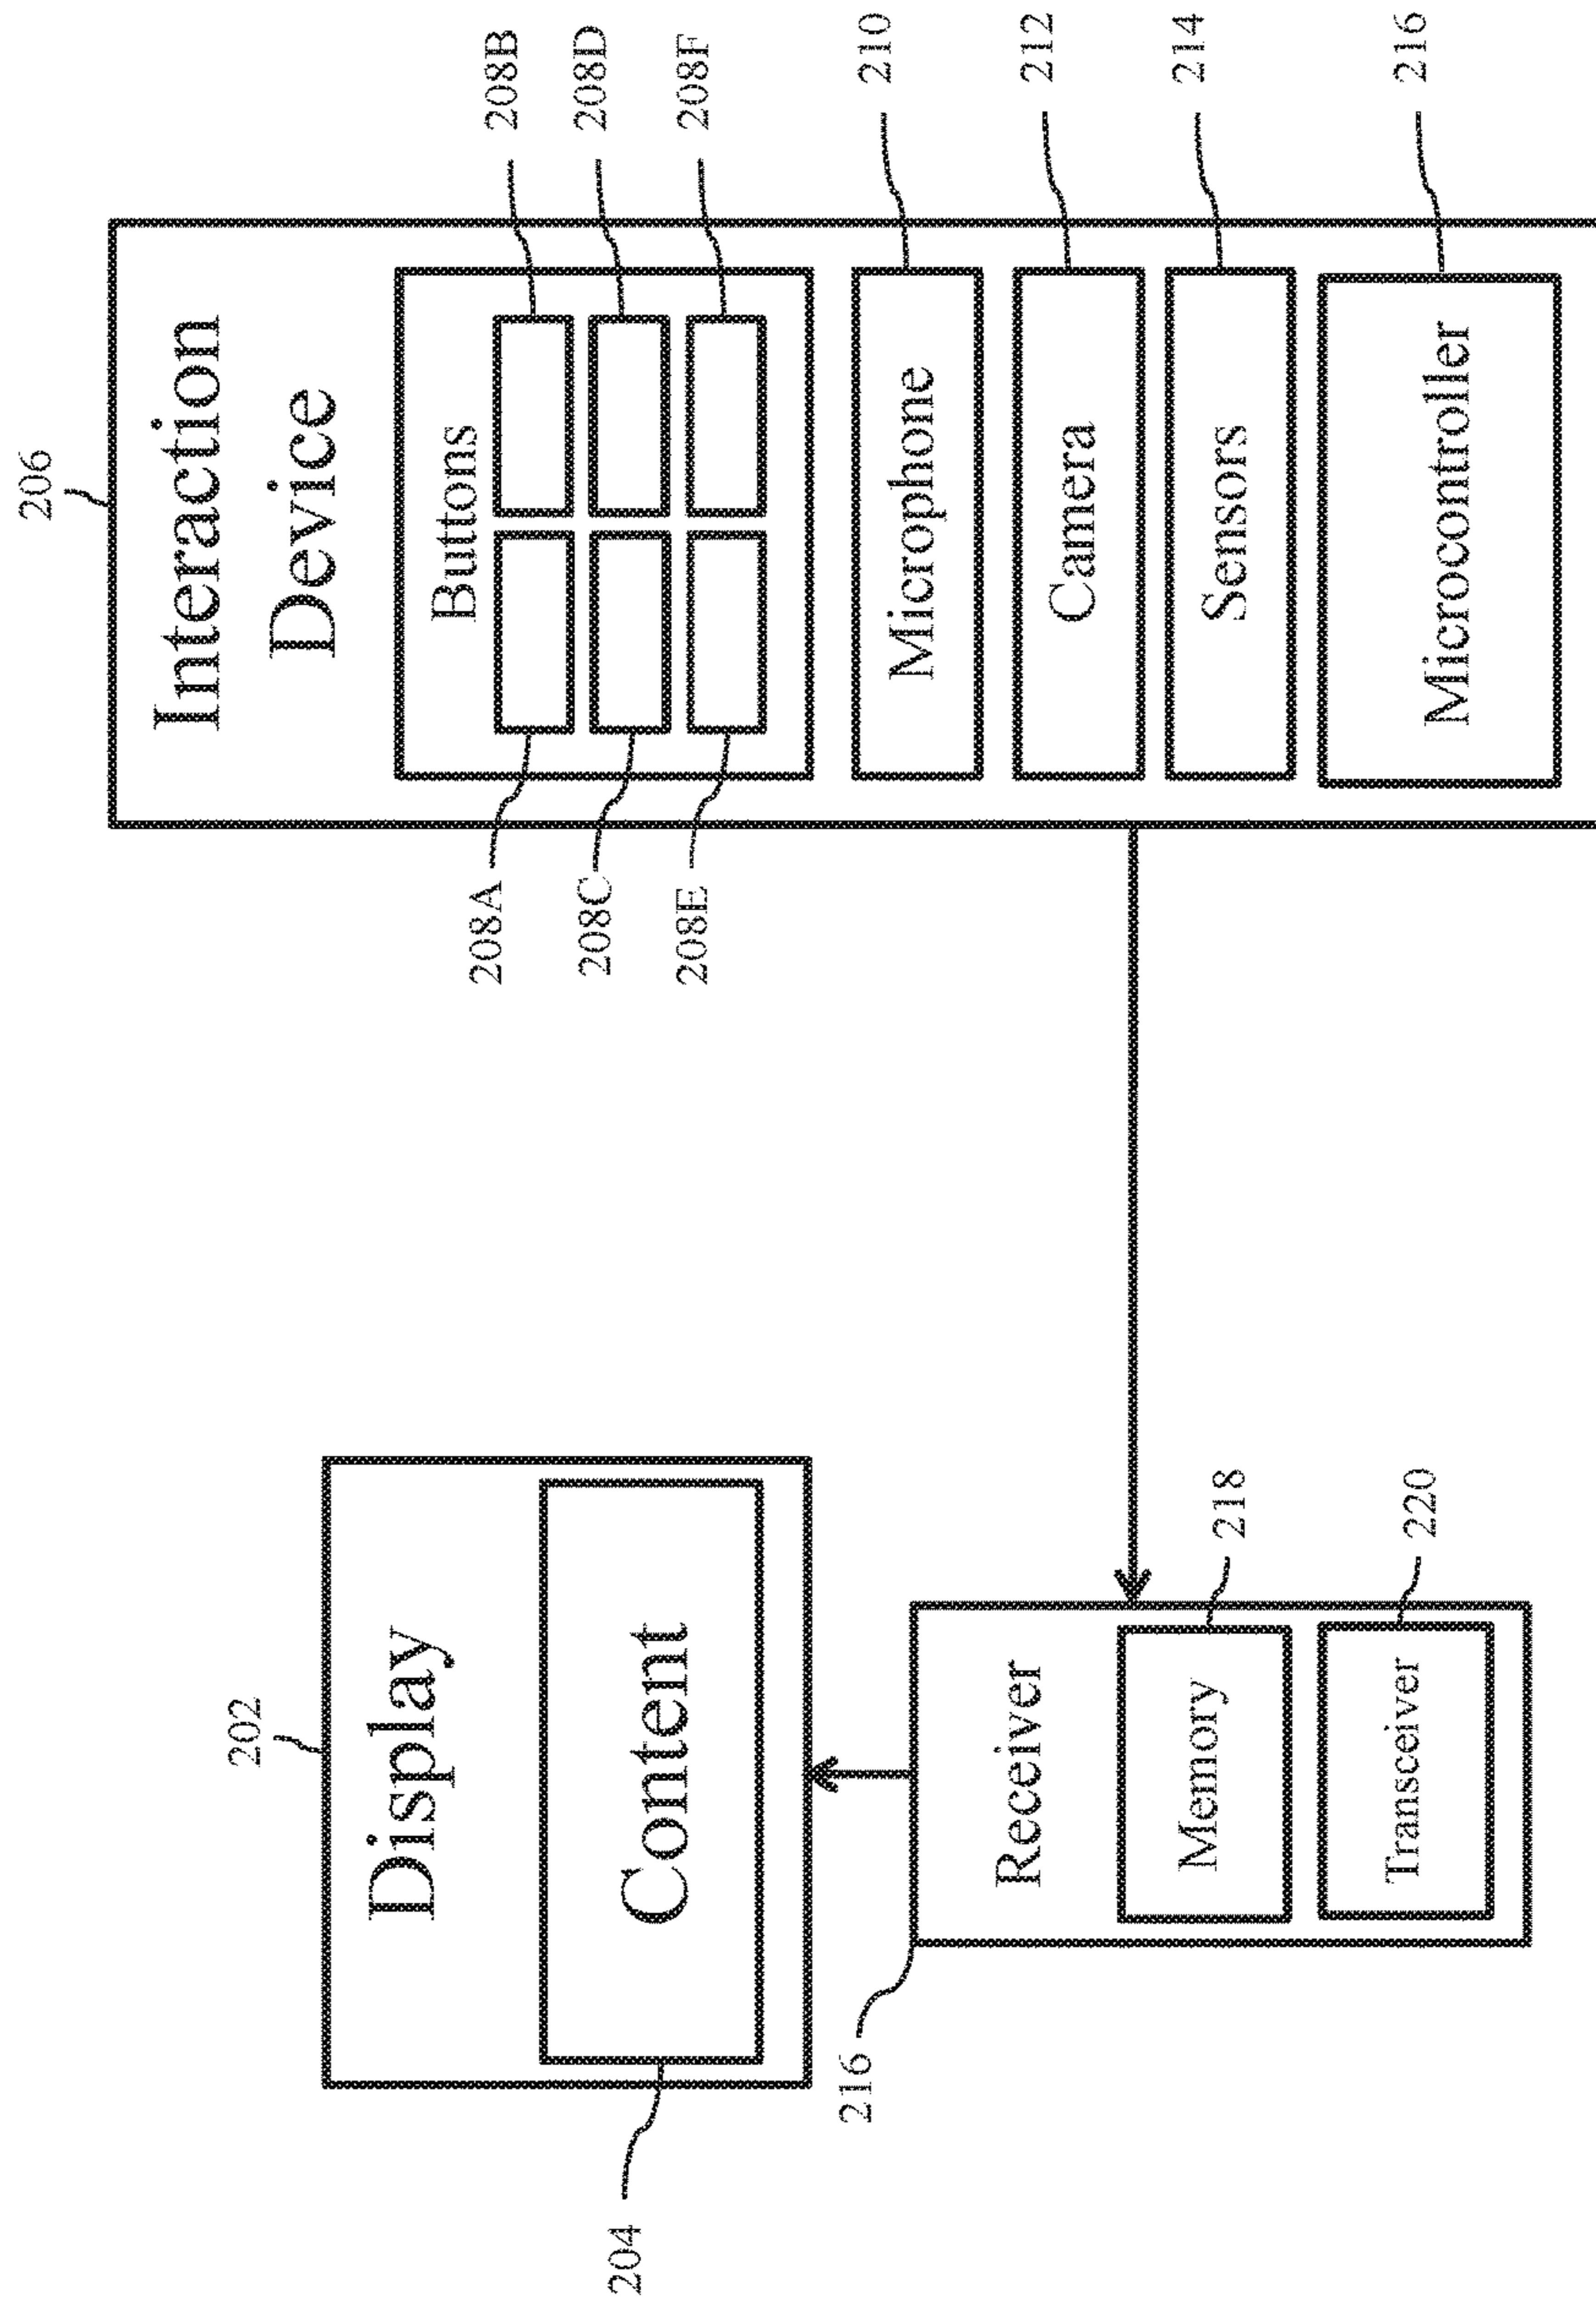 202
Display
Content
204
216
Receiver
Memory
218
Transceiver
220
206
Interaction
Device
Buttons
208A
208B
208C
208D
208E
208F
Microphone
210
Camera
212
Sensors
214
Microcontroller
216